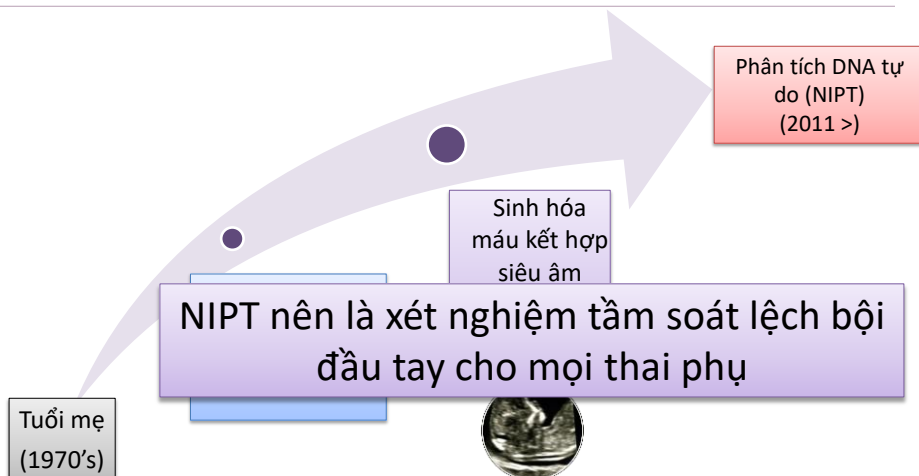 Phân tích DNA tự
do (NIPT)
(2011 >)
Sinh hóa
máu kết hợp
siêu âm
NIPT nên là xét nghiệm tầm soát lệch bội
đầu tay cho mọi thai phụ
Tuổi mẹ
(1970’s)